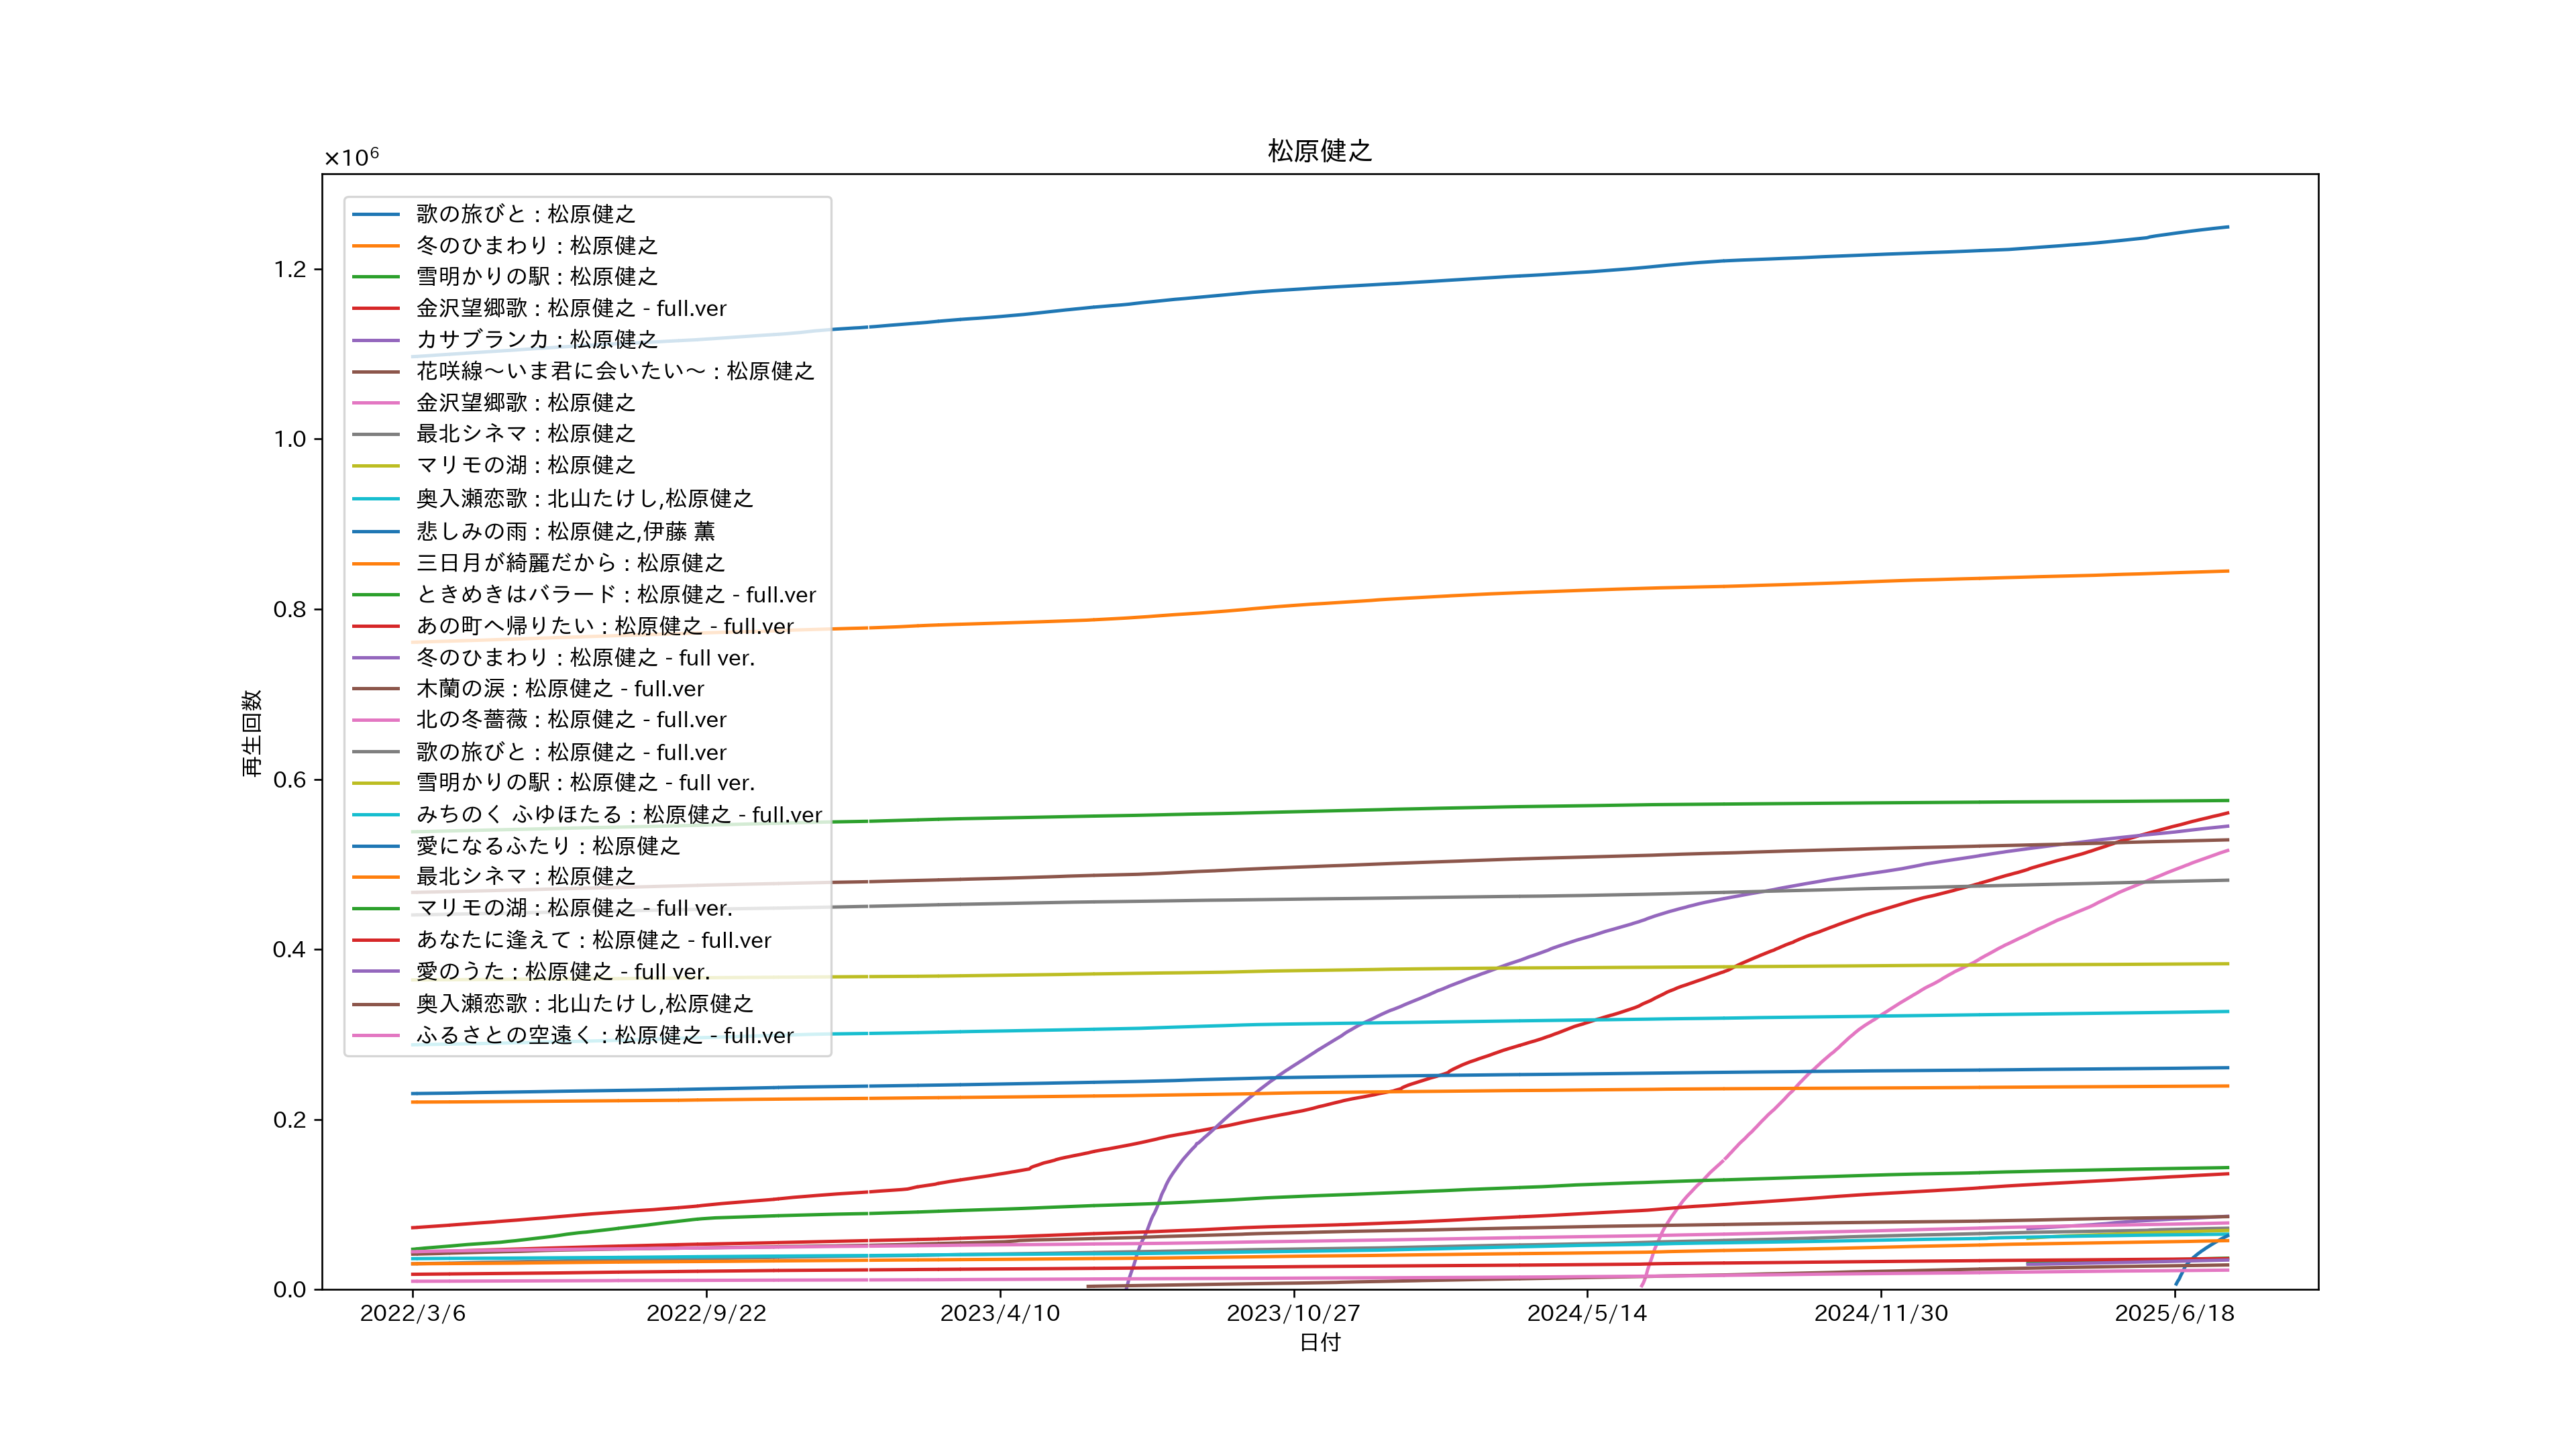 松原健之
×10⁶
歌の旅びと : 松原健之
冬のひまわり : 松原健之
雪明かりの駅 : 松原健之
金沢望郷歌 : 松原健之 - full.ver
カサブランカ : 松原健之
花咲線〜いま君に会いたい〜 : 松原健之
金沢望郷歌 : 松原健之
最北シネマ : 松原健之
マリモの湖 : 松原健之
奥入瀬恋歌 : 北山たけし,松原健之
悲しみの雨 : 松原健之,伊藤 薫
三日月が綺麗だから : 松原健之
ときめきはバラード : 松原健之 - full.ver
あの町へ帰りたい : 松原健之 - full.ver
冬のひまわり : 松原健之 - full ver.
木蘭の涙 : 松原健之 - full.ver
北の冬薔薇 : 松原健之 - full.ver
歌の旅びと : 松原健之 - full.ver
雪明かりの駅 : 松原健之 - full ver.
みちのく ふゆほたる : 松原健之 - full.ver
愛になるふたり : 松原健之
最北シネマ : 松原健之
マリモの湖 : 松原健之 - full ver.
あなたに逢えて : 松原健之 - full.ver
愛のうた : 松原健之 - full ver.
奥入瀬恋歌 : 北山たけし,松原健之
ふるさとの空遠く : 松原健之 - full.ver
1.2
1.0
0.8
0.6
0.4
0.2
0.0
再生回数
2022/3/6
2022/9/22
2023/4/10
2023/10/27
2024/5/14
2024/11/30
2025/6/18
日付